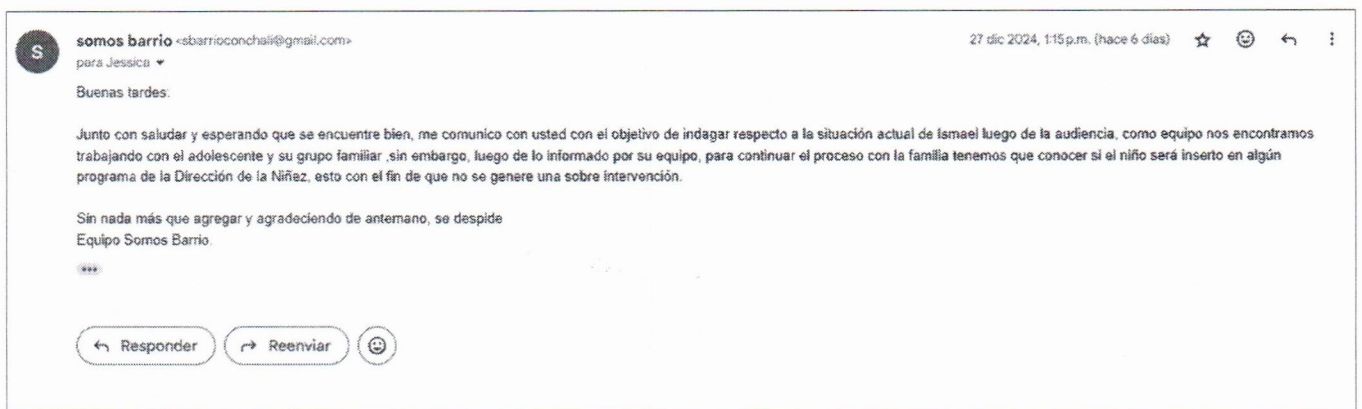 S
somos barrio <sbarrioconchali@gmail.com>
27 dic 2024, 1:15 p.m. (hace 6 días)
para Jessica
Buenas tardes:
Junto con saludar y esperando que se encuentre bien, me comunico con usted con el objetivo de indagar respecto a la situación actual de Ismael luego de la audiencia, como equipo nos encontramos
trabajando con el adolescente y su grupo familiar ,sin embargo, luego de lo informado por su equipo, para continuar el proceso con la familia tenemos que conocer si el niño será inserto en algún
programa de la Dirección de la Niñez, esto con el fin de que no se genere una sobre intervención.
Sin nada más que agregar y agradeciendo de antemano, se despide
Equipo Somos Barrio.
Responder
Reenviar